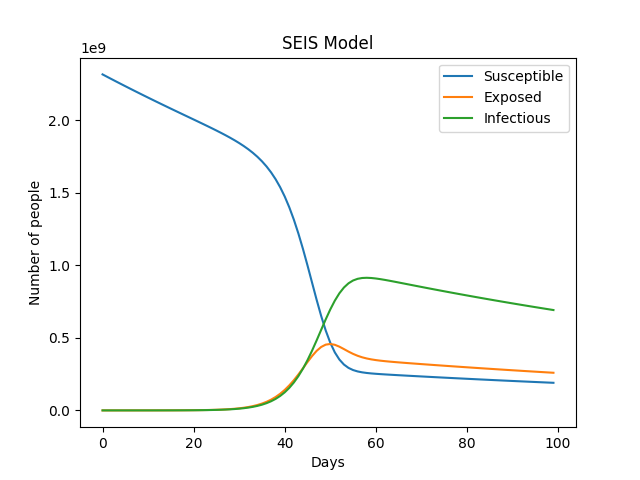 SEIS Model
1e9
Susceptible
Exposed
Infectious
2.0
1.5
1.0
0.5
0.0
Number of people
0 20 40 60 80 100
Days